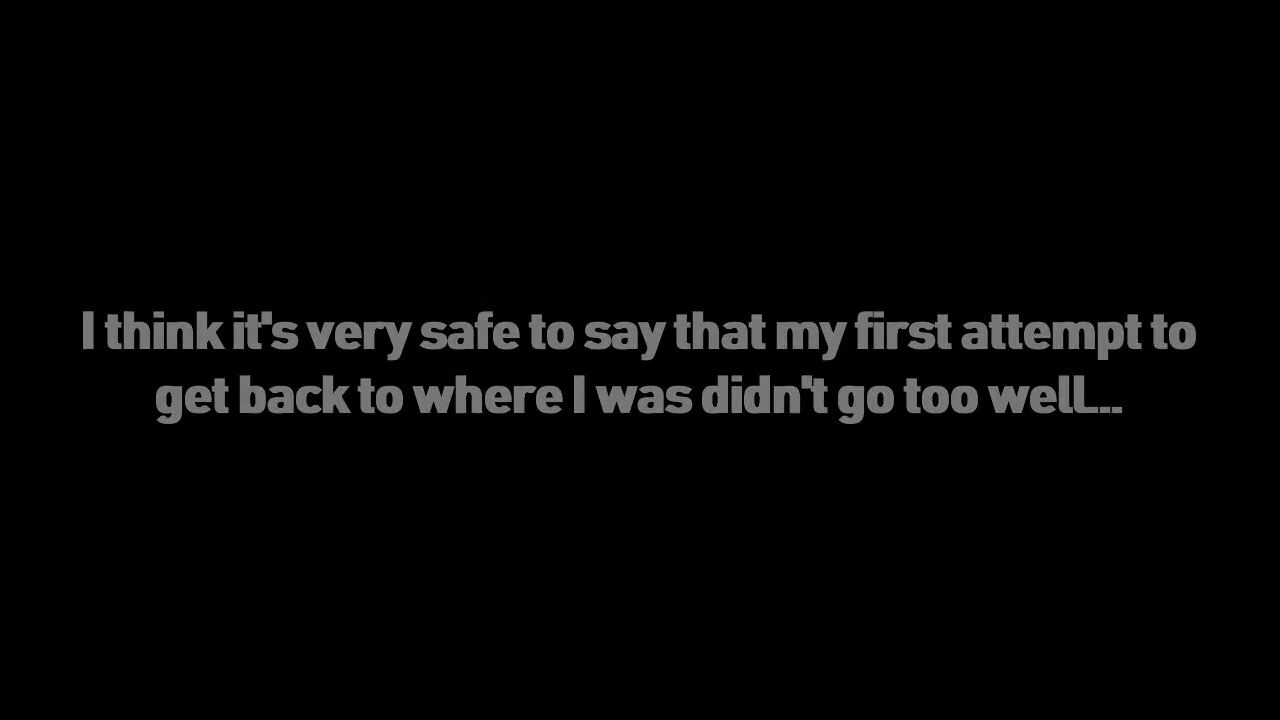 I think it's very safe to say that my first attempt to
get back to where I was didn't go too well...